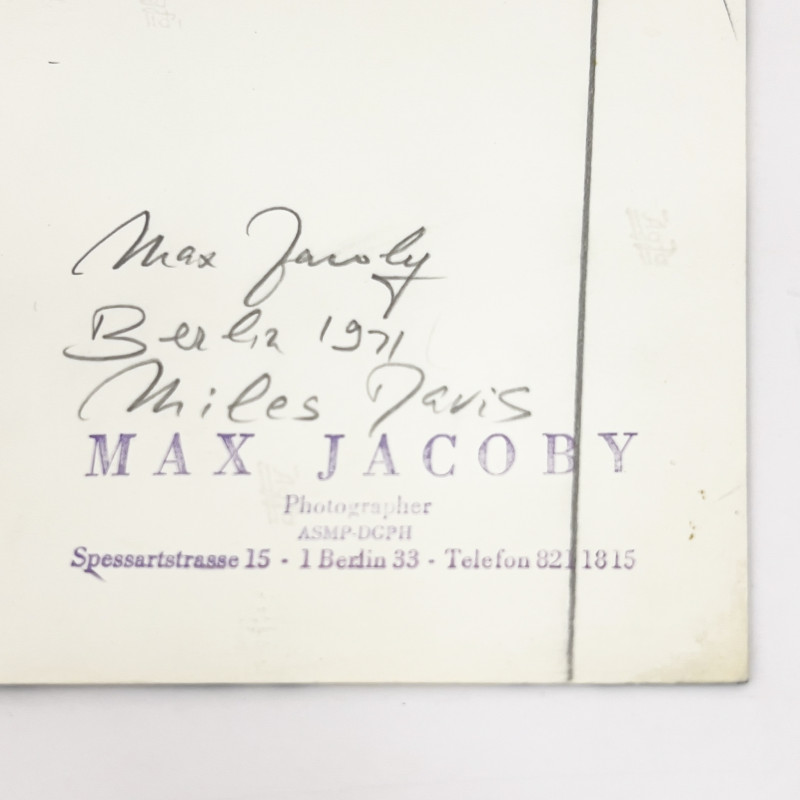 Max Jacoby
Berlin 1971
Miles Davis
MAX JACOBY
Photographer
ASMP-DGPH
Spessartstrasse 15 - 1 Berlin 33 - Telefon 821 1815